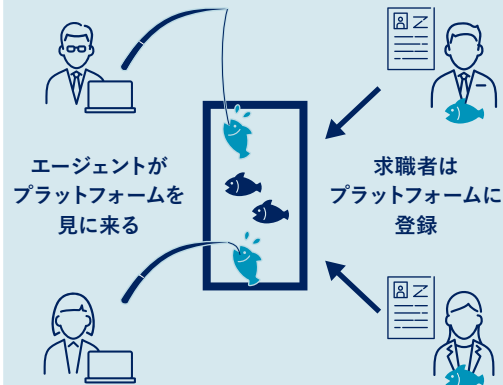 エージェントが
プラットフォームを
見に来る
求職者は
プラットフォームに
登録